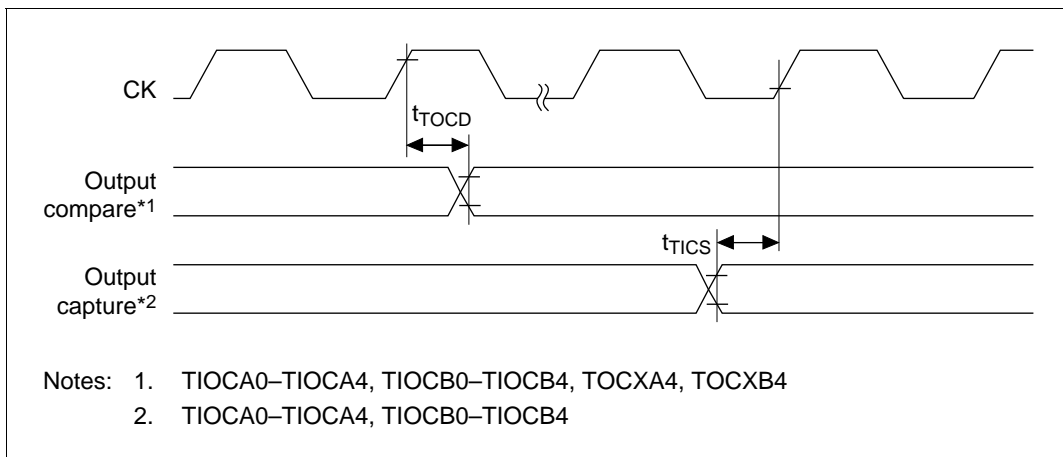 CK
tTOCD
Output
compare*1
tTICS
Output
capture*2
Notes: 1. TIOCA0–TIOCA4, TIOCB0–TIOCB4, TOCXA4, TOCXB4
2. TIOCA0–TIOCA4, TIOCB0–TIOCB4